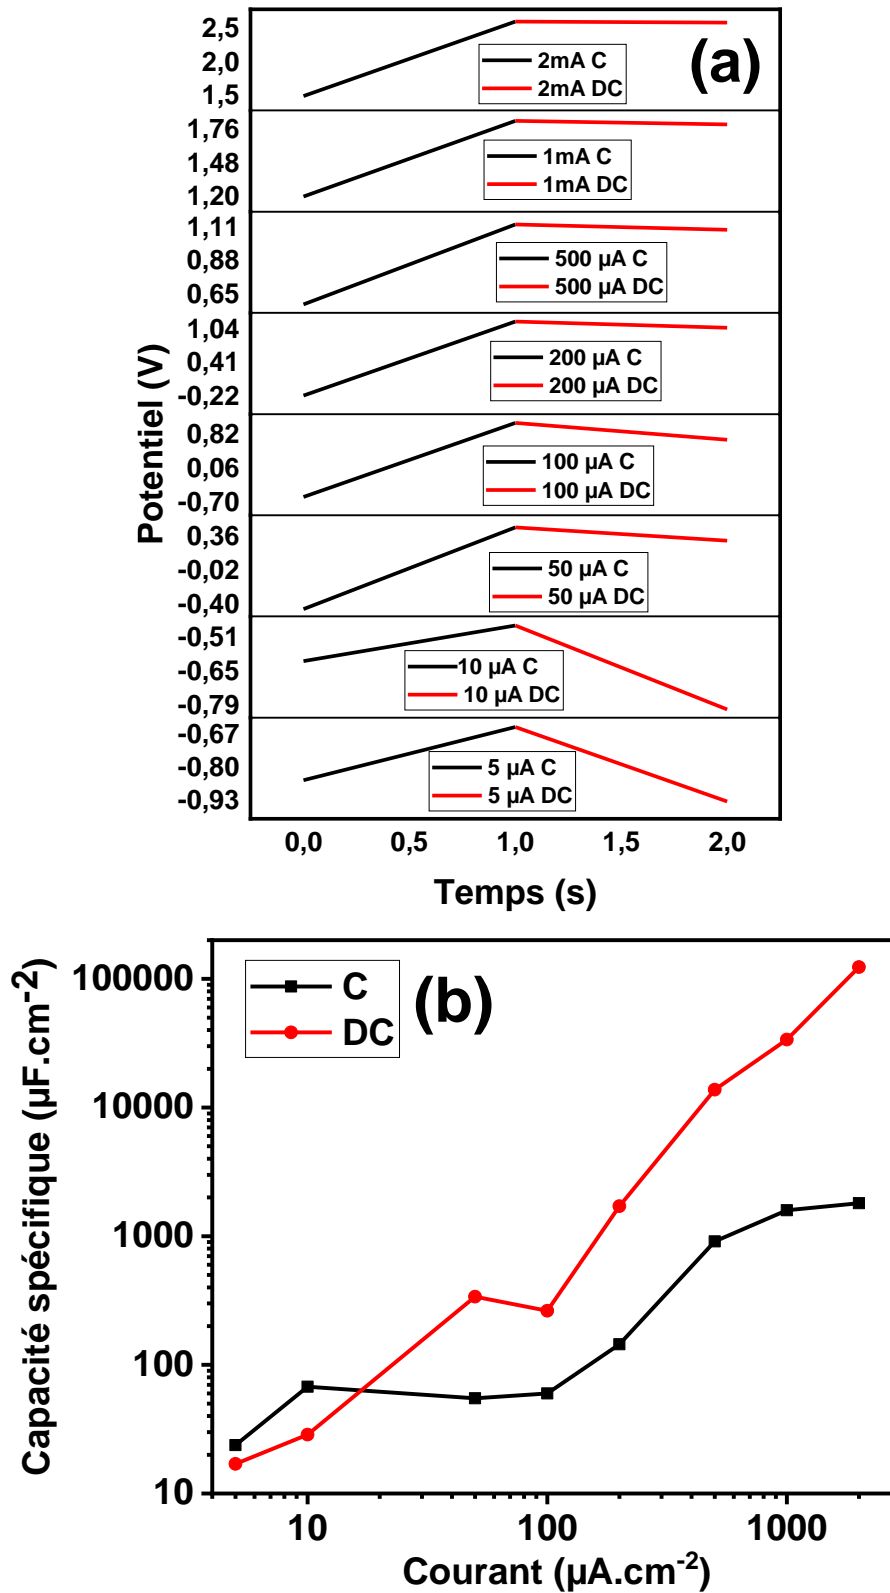 (a)
2,5
2,0
1,5
2mA C
2mA DC
1,76
1,48
1,20
1mA C
1mA DC
1,11
0,88
0,65
500 µA C
500 µA DC
1,04
0,41
-0,22
200 µA C
200 µA DC
0,82
0,06
-0,70
100 µA C
100 µA DC
0,36
-0,02
-0,40
50 µA C
50 µA DC
-0,51
-0,65
-0,79
10 µA C
10 µA DC
-0,67
-0,80
-0,93
5 µA C
5 µA DC
Potentiel (V)
0,0 0,5 1,0 1,5 2,0
Temps (s)
(b)
C
DC
100000
10000
1000
100
10
Capacité spécifique (µF.cm⁻²)
10 100 1000
Courant (µA.cm⁻²)